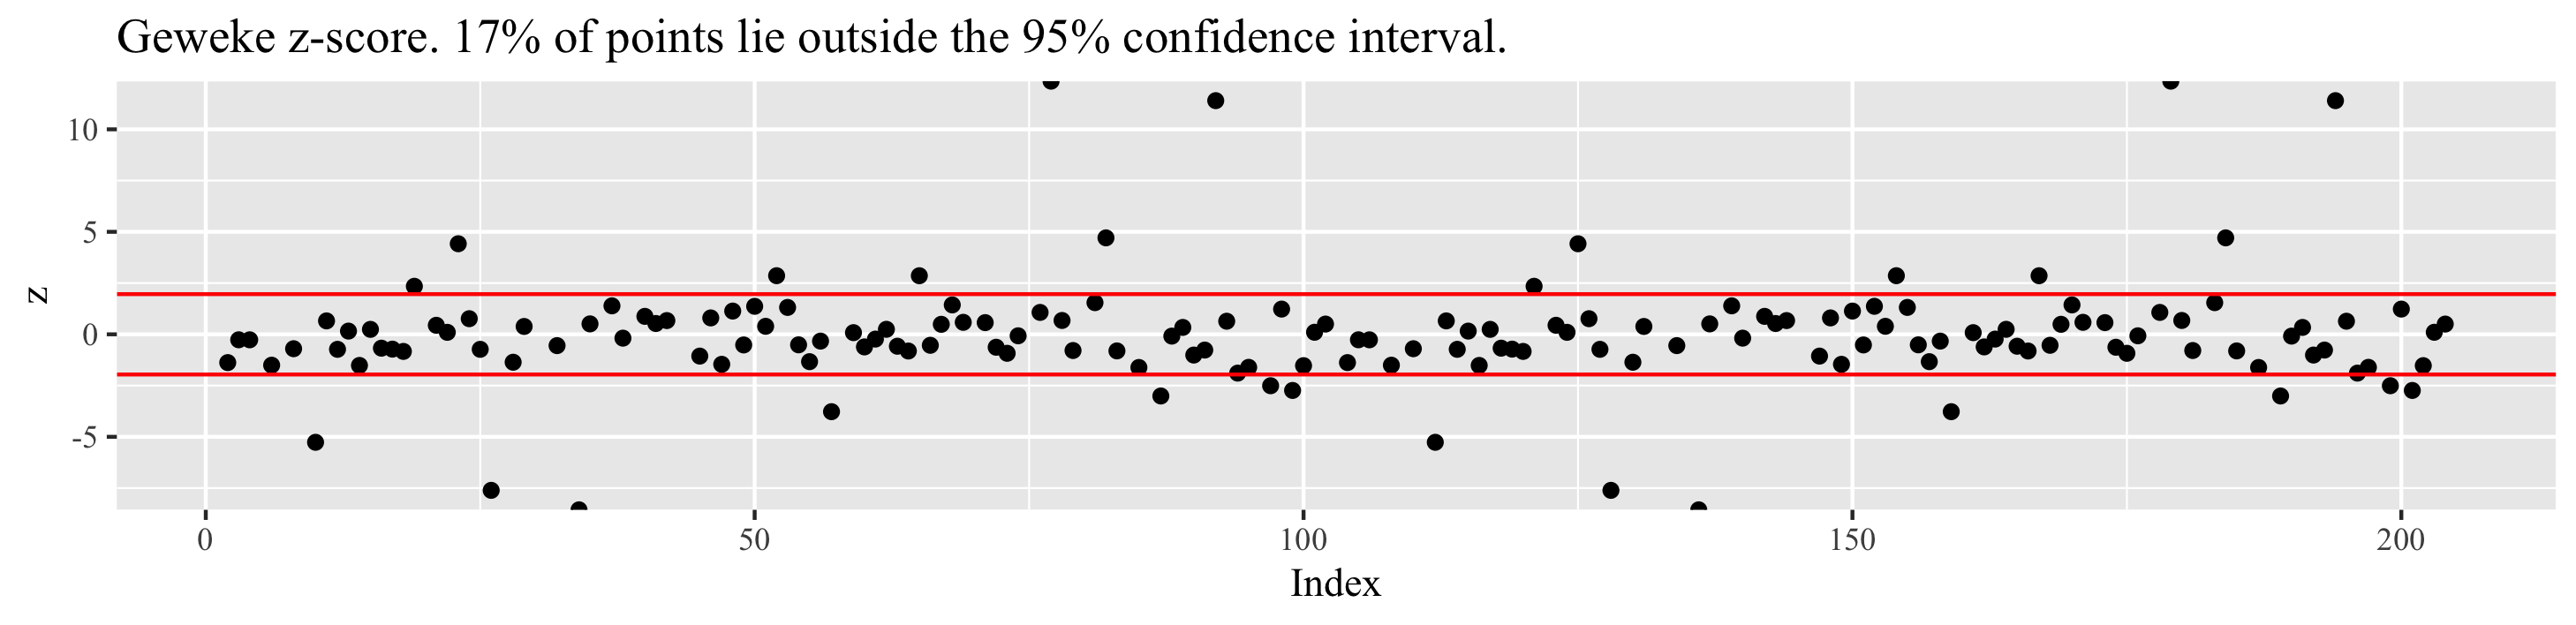 Geweke z-score. 17% of points lie outside the 95% confidence interval.
10
5
0
-5
z
0 50 100 150 200
Index